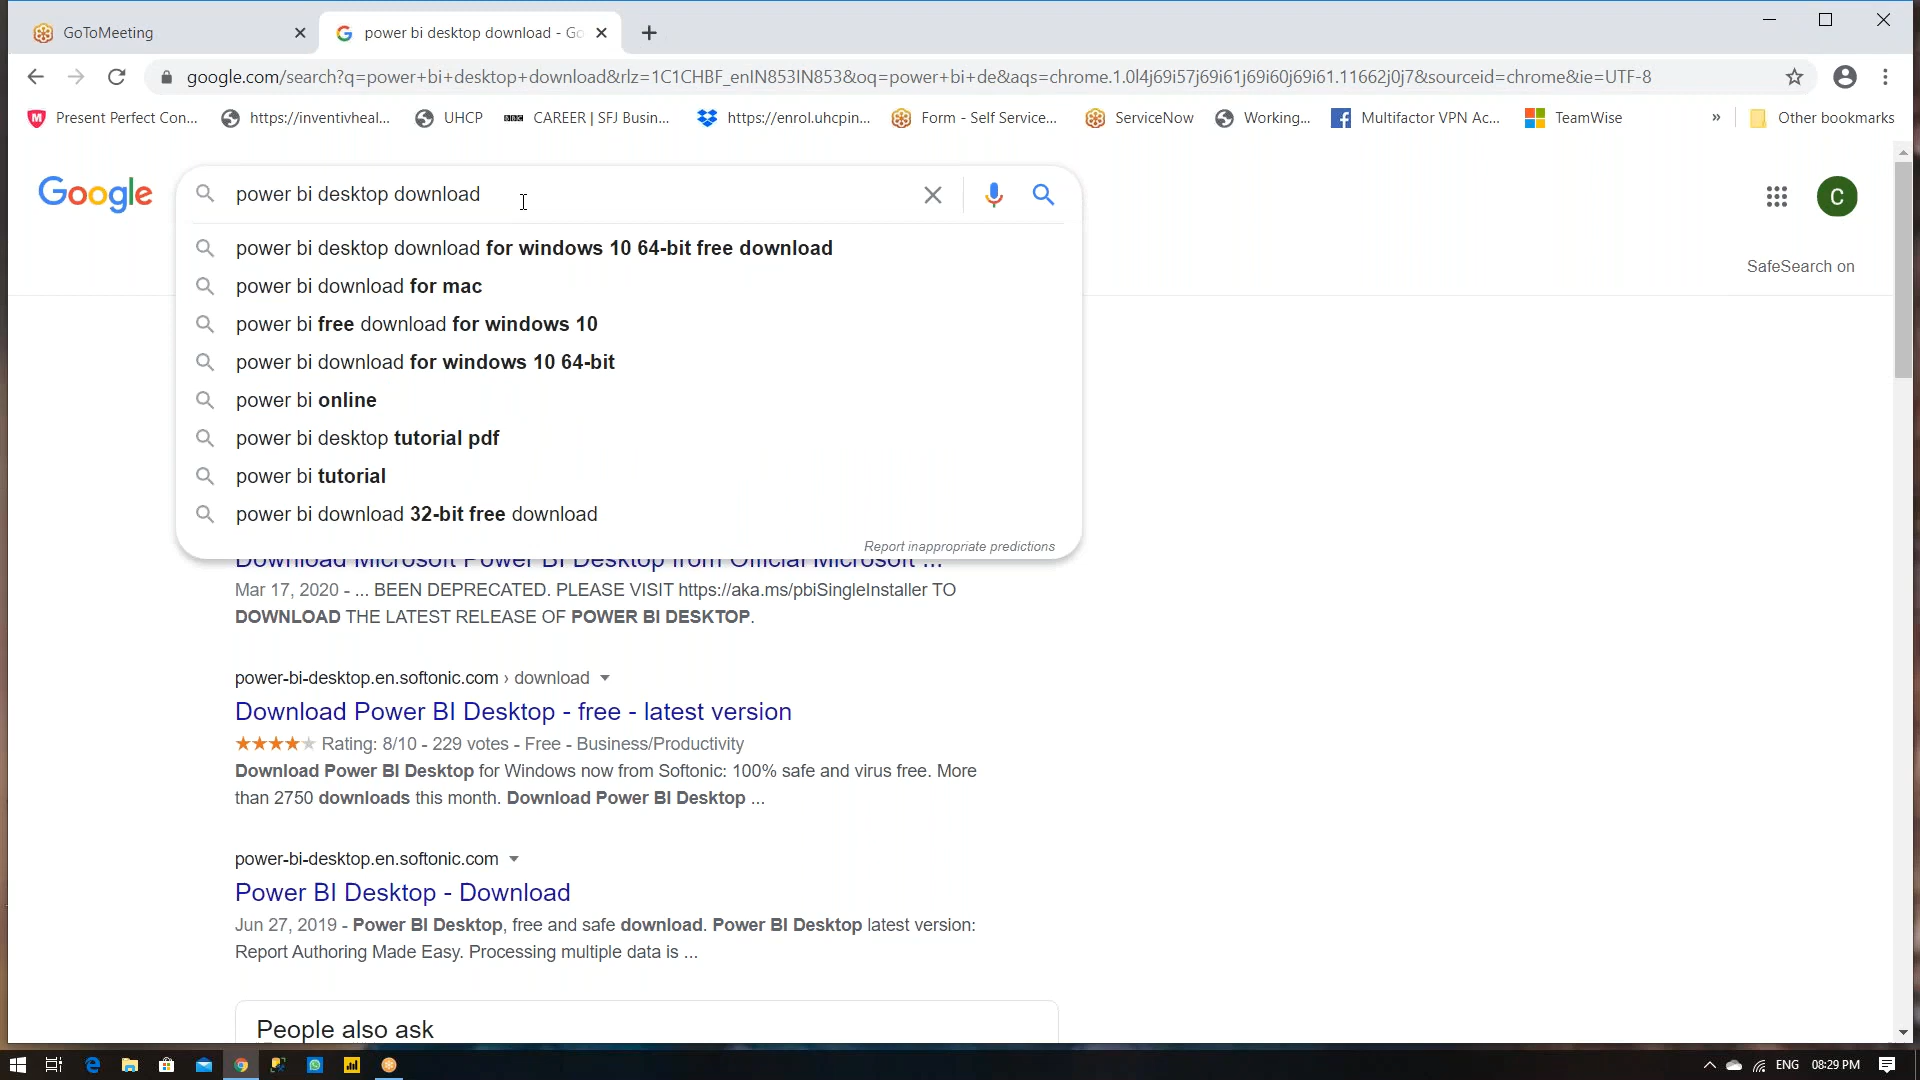 GoToMeeting
power bi desktop download - Go
google.com/search?q=power+bi+desktop+download&rlz=1C1CHBF_enIN853IN853&oq=power+bi+de&aqs=chrome.1.0l4j69i57j69i61j69i60j69i61.11662j0j7&sourceid=chrome&ie=UTF-8
Present Perfect Con...
https://inventivheal...
UHCP
BBC CAREER | SFJ Busin...
https://enrol.uhcpin...
Form - Self Service...
ServiceNow
Working...
Multifactor VPN Ac...
TeamWise
»
Other bookmarks
Google
power bi desktop download
C
SafeSearch on
power bi desktop download for windows 10 64-bit free download
power bi download for mac
power bi free download for windows 10
power bi download for windows 10 64-bit
power bi online
power bi desktop tutorial pdf
power bi tutorial
power bi download 32-bit free download
Report inappropriate predictions
Download Microsoft Power BI Desktop from Official Microsoft ...
Mar 17, 2020 - ... BEEN DEPRECATED. PLEASE VISIT https://aka.ms/pbiSingleInstaller TO
DOWNLOAD THE LATEST RELEASE OF POWER BI DESKTOP.
power-bi-desktop.en.softonic.com › download
Download Power BI Desktop - free - latest version
Rating: 8/10 - 229 votes - Free - Business/Productivity
Download Power BI Desktop for Windows now from Softonic: 100% safe and virus free. More
than 2750 downloads this month. Download Power BI Desktop ...
power-bi-desktop.en.softonic.com
Power BI Desktop - Download
Jun 27, 2019 - Power BI Desktop, free and safe download. Power BI Desktop latest version:
Report Authoring Made Easy. Processing multiple data is ...
People also ask
ENG
08:29 PM